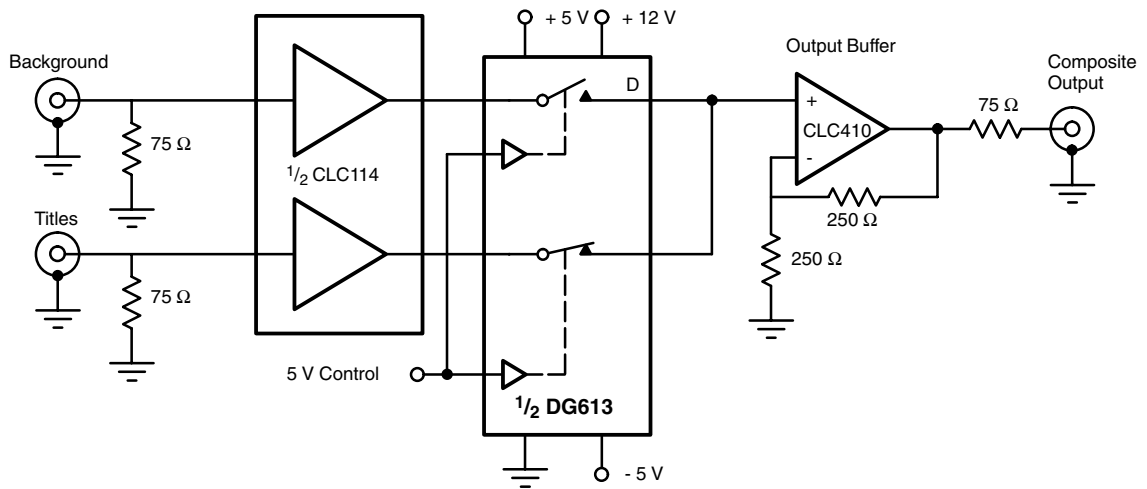 + 5 V
+ 12 V
Background
Output Buffer
Composite
Output
D
75 Ω
+
CLC410
-
75 Ω
1/2 CLC114
Titles
250 Ω
250 Ω
75 Ω
5 V Control
1/2 DG613
- 5 V